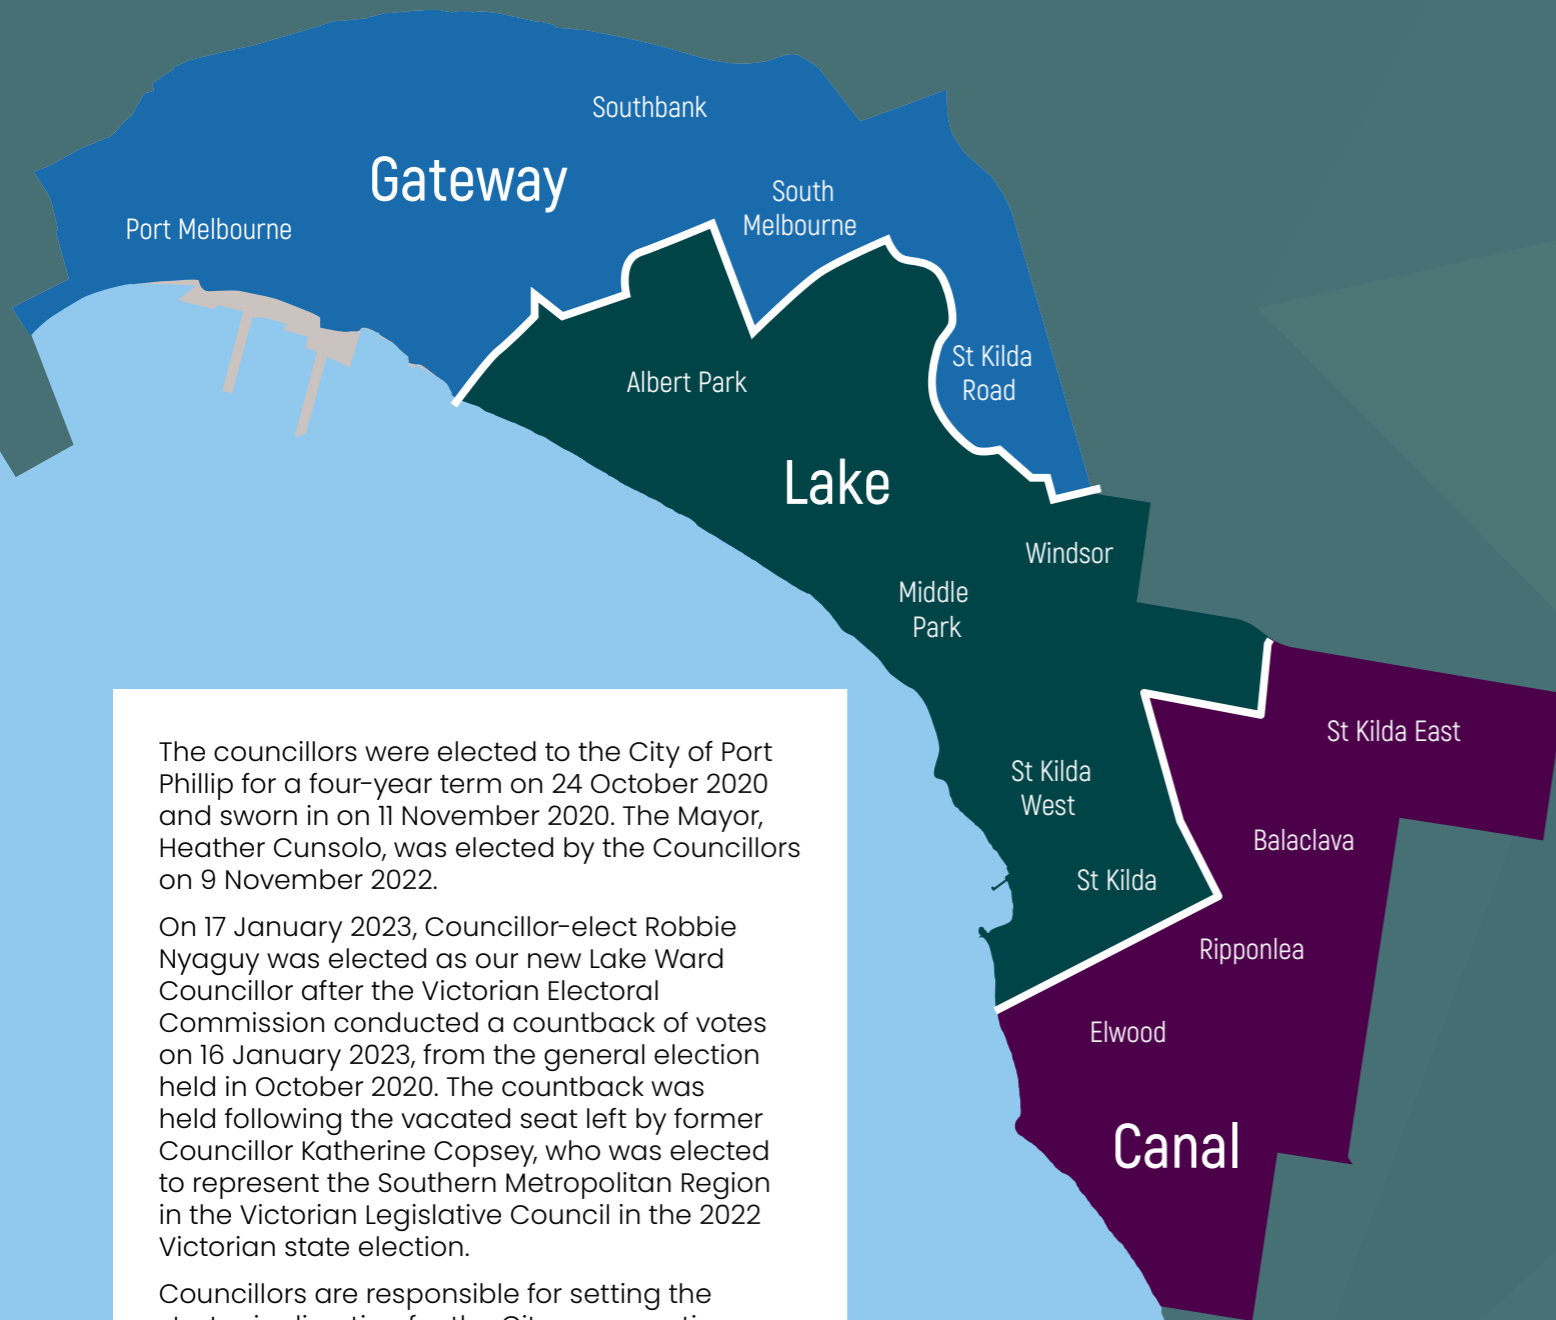 Southbank
Gateway
South
Melbourne
Port Melbourne
St Kilda
Road
Albert Park
Lake
Windsor
Middle
Park
St Kilda East
St Kilda
West
Balaclava
St Kilda
Ripponlea
Elwood
Canal
The councillors were elected to the City of Port
Phillip for a four-year term on 24 October 2020
and sworn in on 11 November 2020. The Mayor,
Heather Cunsolo, was elected by the Councillors
on 9 November 2022.
On 17 January 2023, Councillor-elect Robbie
Nyaguy was elected as our new Lake Ward
Councillor after the Victorian Electoral
Commission conducted a countback of votes
on 16 January 2023, from the general election
held in October 2020. The countback was
held following the vacated seat left by former
Councillor Katherine Copsey, who was elected
to represent the Southern Metropolitan Region
in the Victorian Legislative Council in the 2022
Victorian state election.
Councillors are responsible for setting the